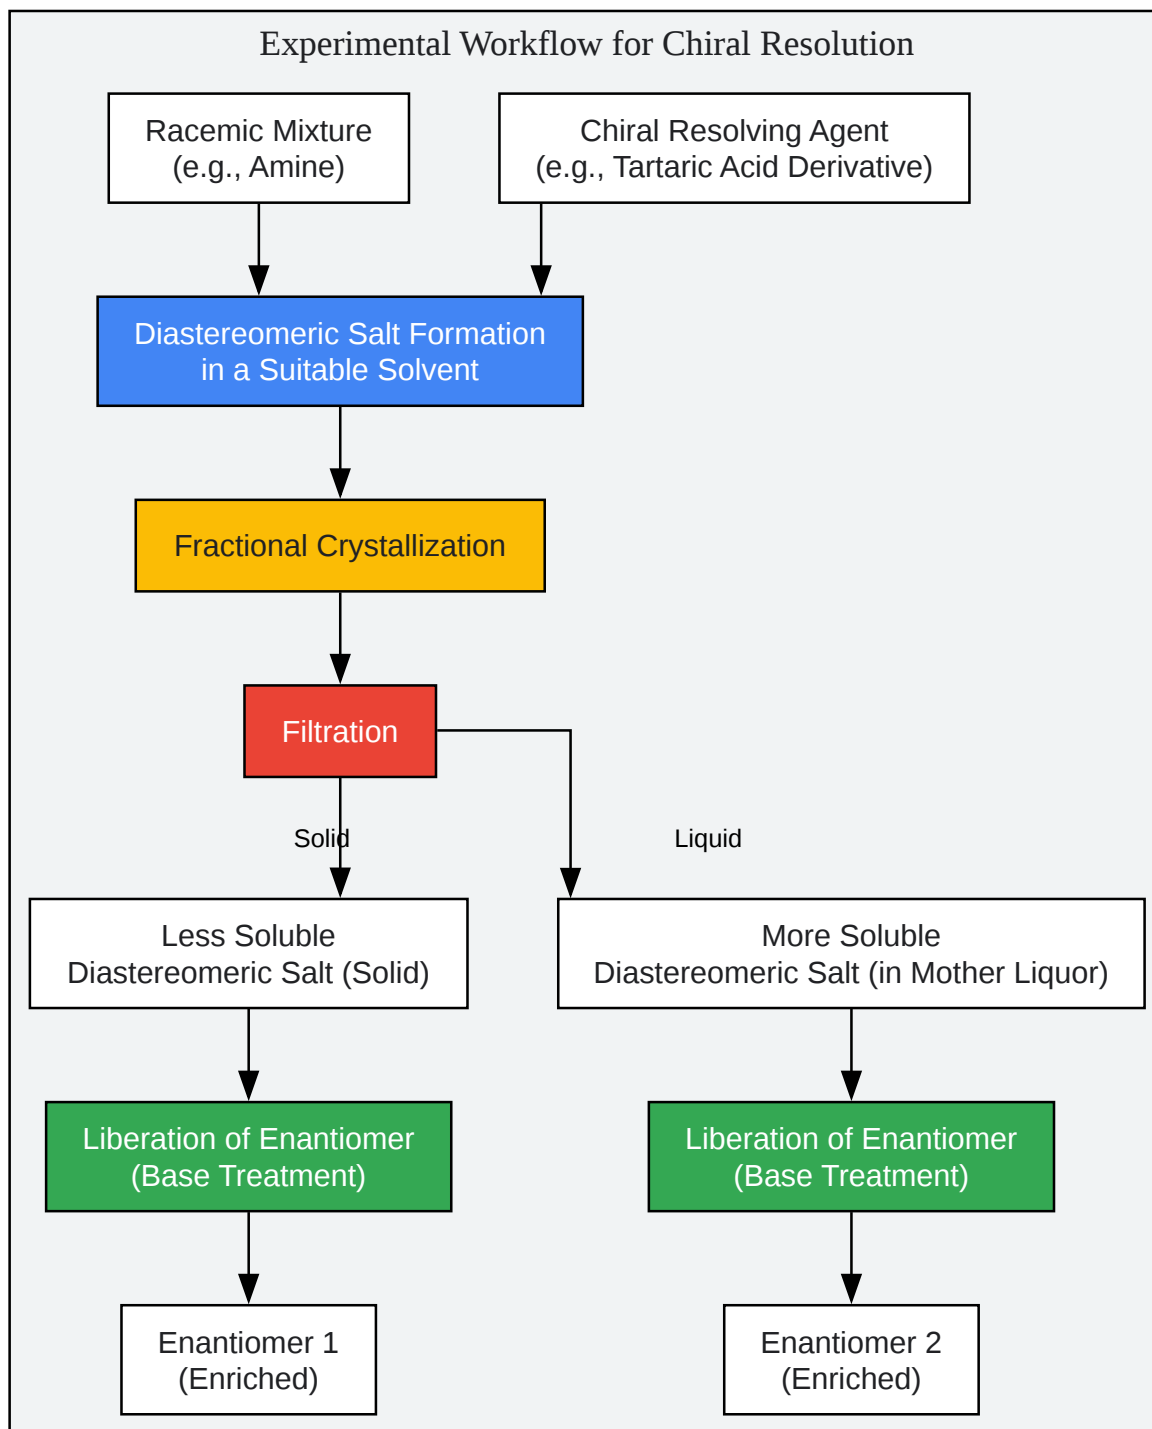 Experimental Workflow for Chiral Resolution
Racemic Mixture
(e.g., Amine)
Chiral Resolving Agent
(e.g., Tartaric Acid Derivative)
Diastereomeric Salt Formation
in a Suitable Solvent
Fractional Crystallization
Filtration
Solid
Liquid
Less Soluble
Diastereomeric Salt (Solid)
More Soluble
Diastereomeric Salt (in Mother Liquor)
Liberation of Enantiomer
(Base Treatment)
Liberation of Enantiomer
(Base Treatment)
Enantiomer 1
(Enriched)
Enantiomer 2
(Enriched)